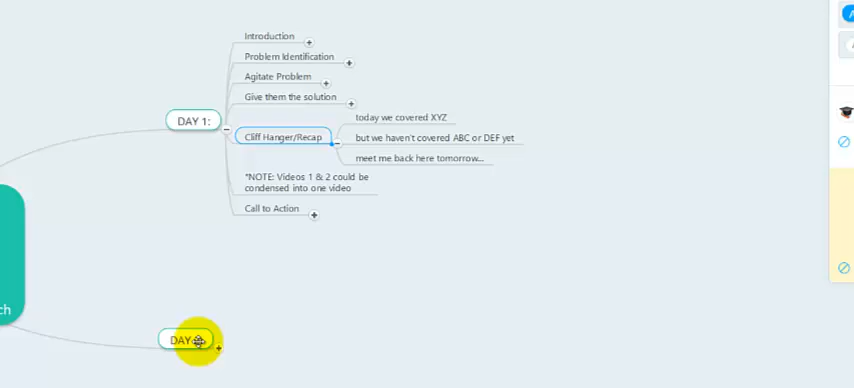 Introduction
Problem Identification
Agitate Problem
Give them the solution
DAY 1:
Cliff Hanger/Recap
today we covered XYZ
but we haven't covered ABC or DEF yet
meet me back here tomorrow...
*NOTE: Videos 1 & 2 could be
condensed into one video
Call to Action
ch
DAY